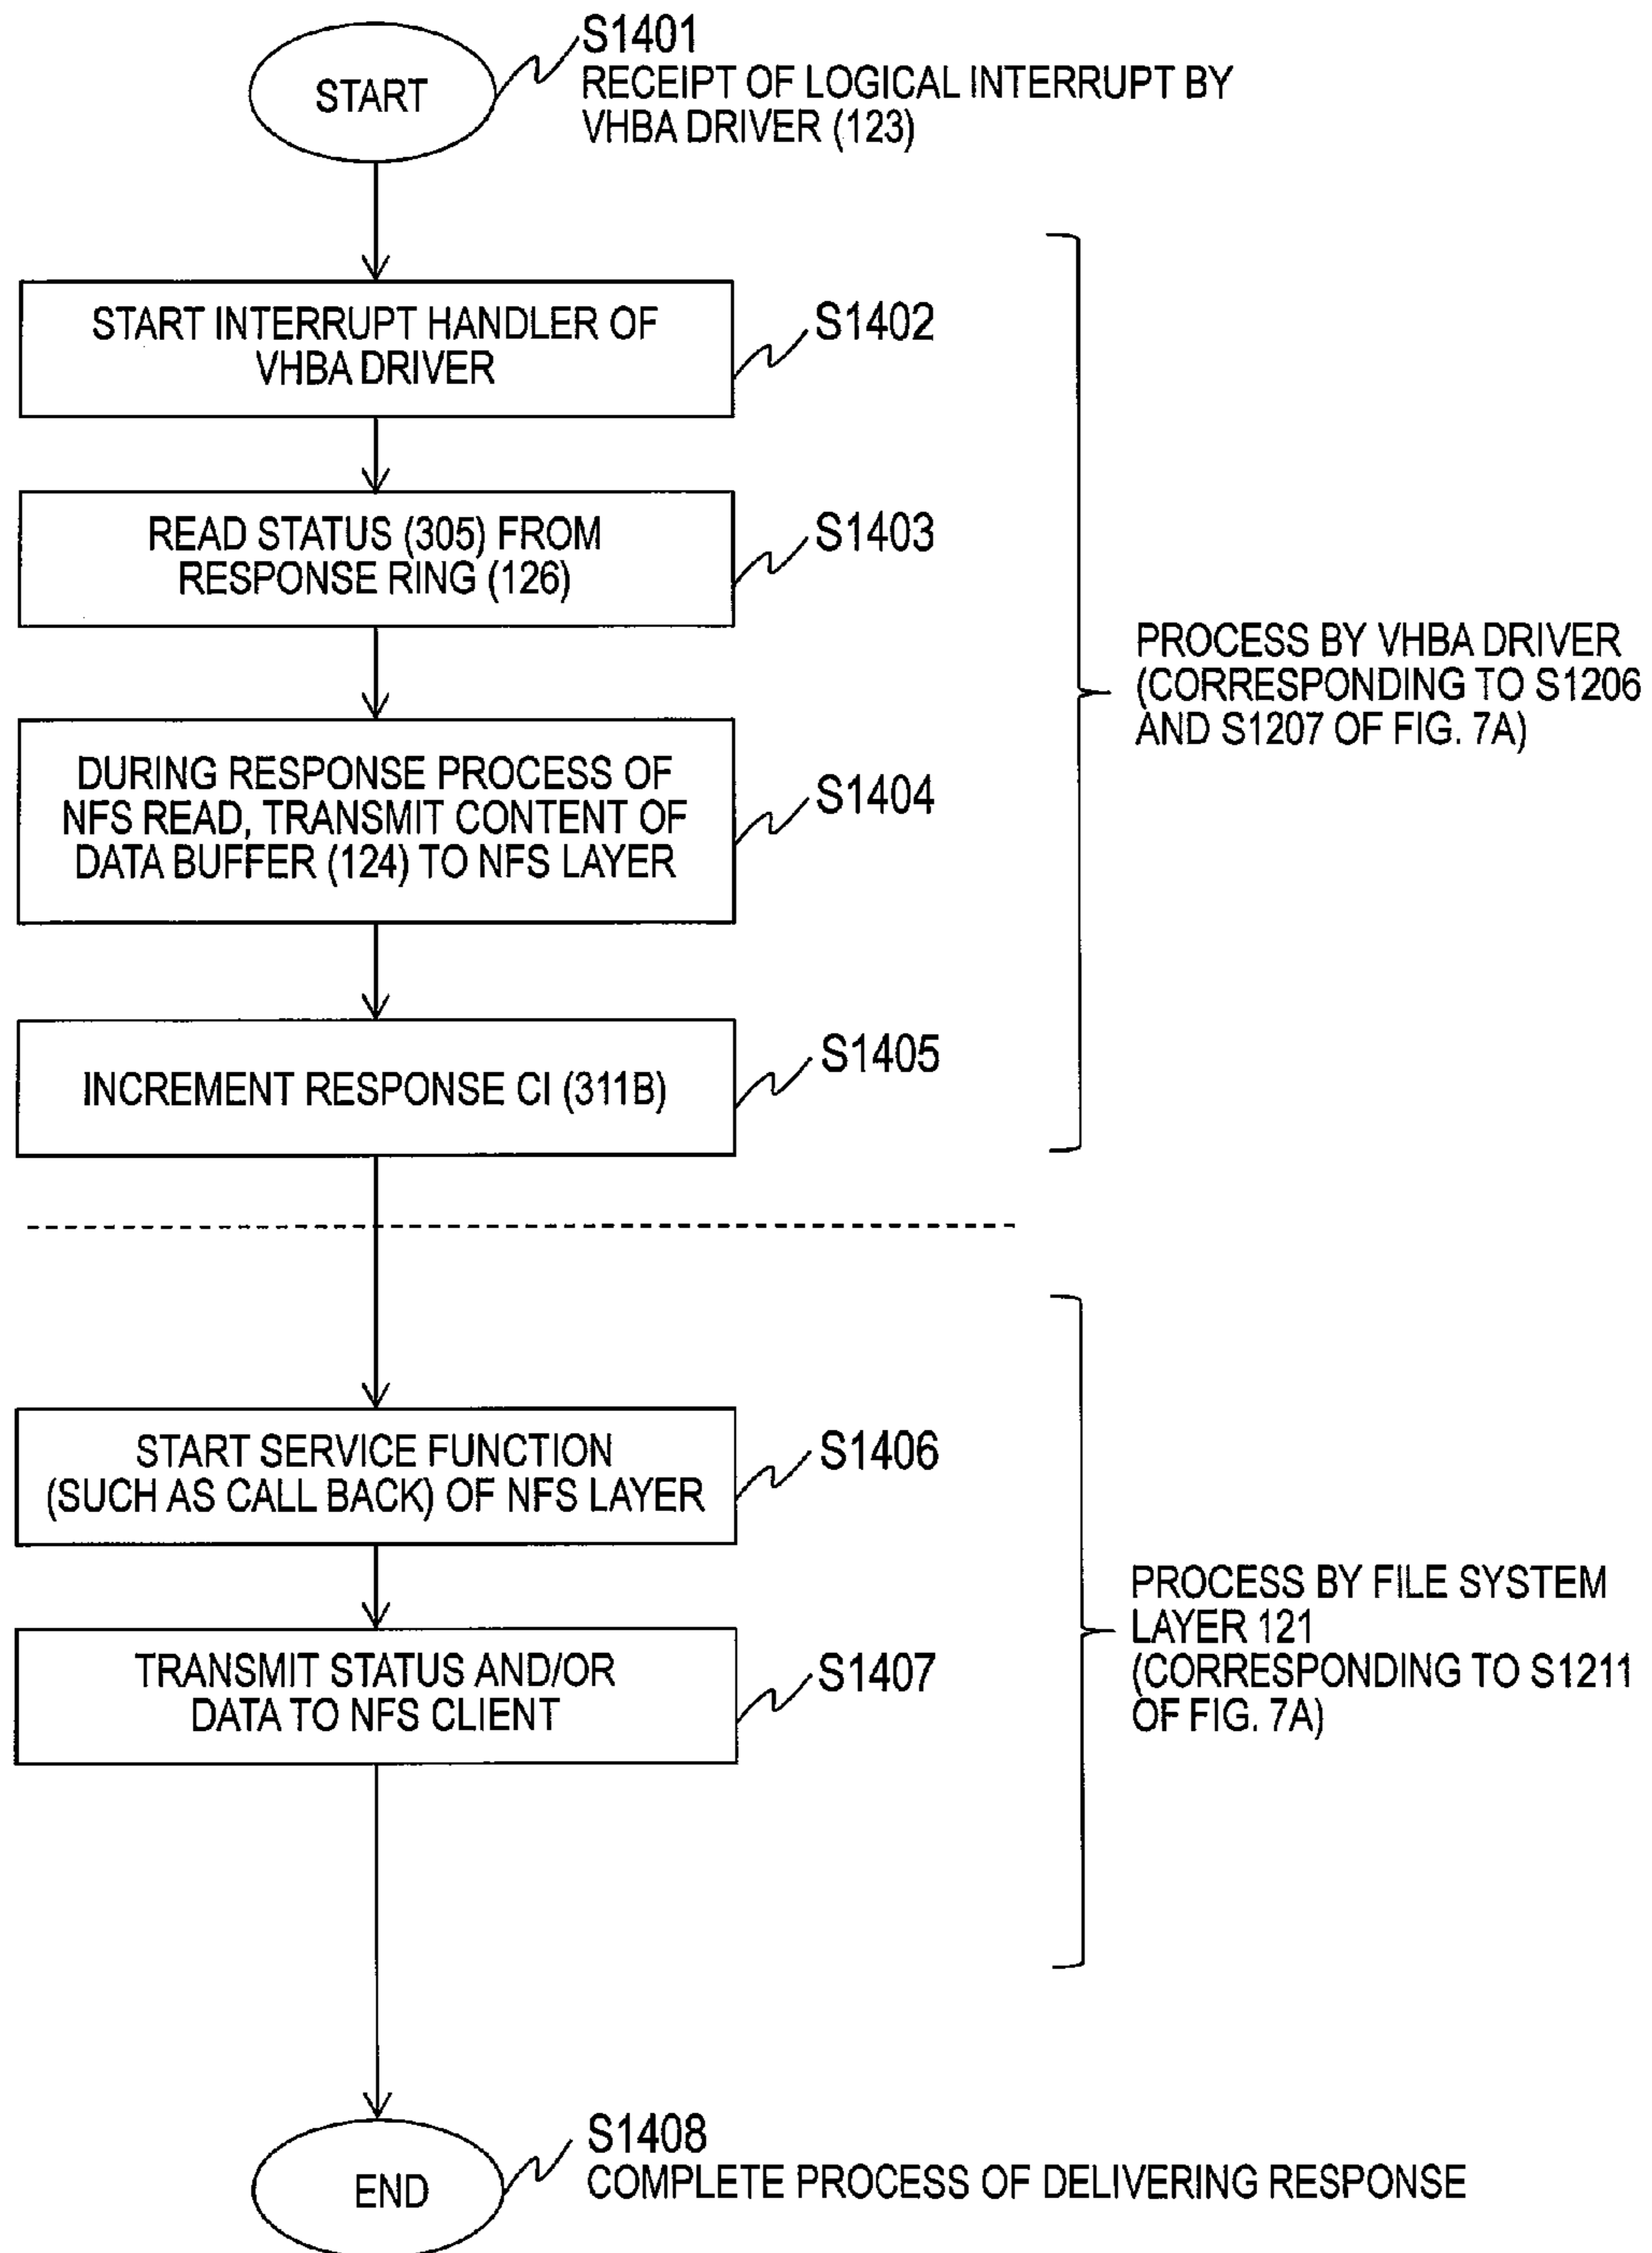 START
S1401
RECEIPT OF LOGICAL INTERRUPT BY
VHBA DRIVER (123)
START INTERRUPT HANDLER OF
VHBA DRIVER
S1402
READ STATUS (305) FROM
RESPONSE RING (126)
S1403
DURING RESPONSE PROCESS OF
NFS READ, TRANSMIT CONTENT OF
DATA BUFFER (124) TO NFS LAYER
S1404
INCREMENT RESPONSE CI (311B)
S1405
PROCESS BY VHBA DRIVER
(CORRESPONDING TO S1206
AND S1207 OF FIG. 7A)
START SERVICE FUNCTION
(SUCH AS CALL BACK) OF NFS LAYER
S1406
TRANSMIT STATUS AND/OR
DATA TO NFS CLIENT
S1407
PROCESS BY FILE SYSTEM
LAYER 121
(CORRESPONDING TO S1211
OF FIG. 7A)
END
S1408
COMPLETE PROCESS OF DELIVERING RESPONSE